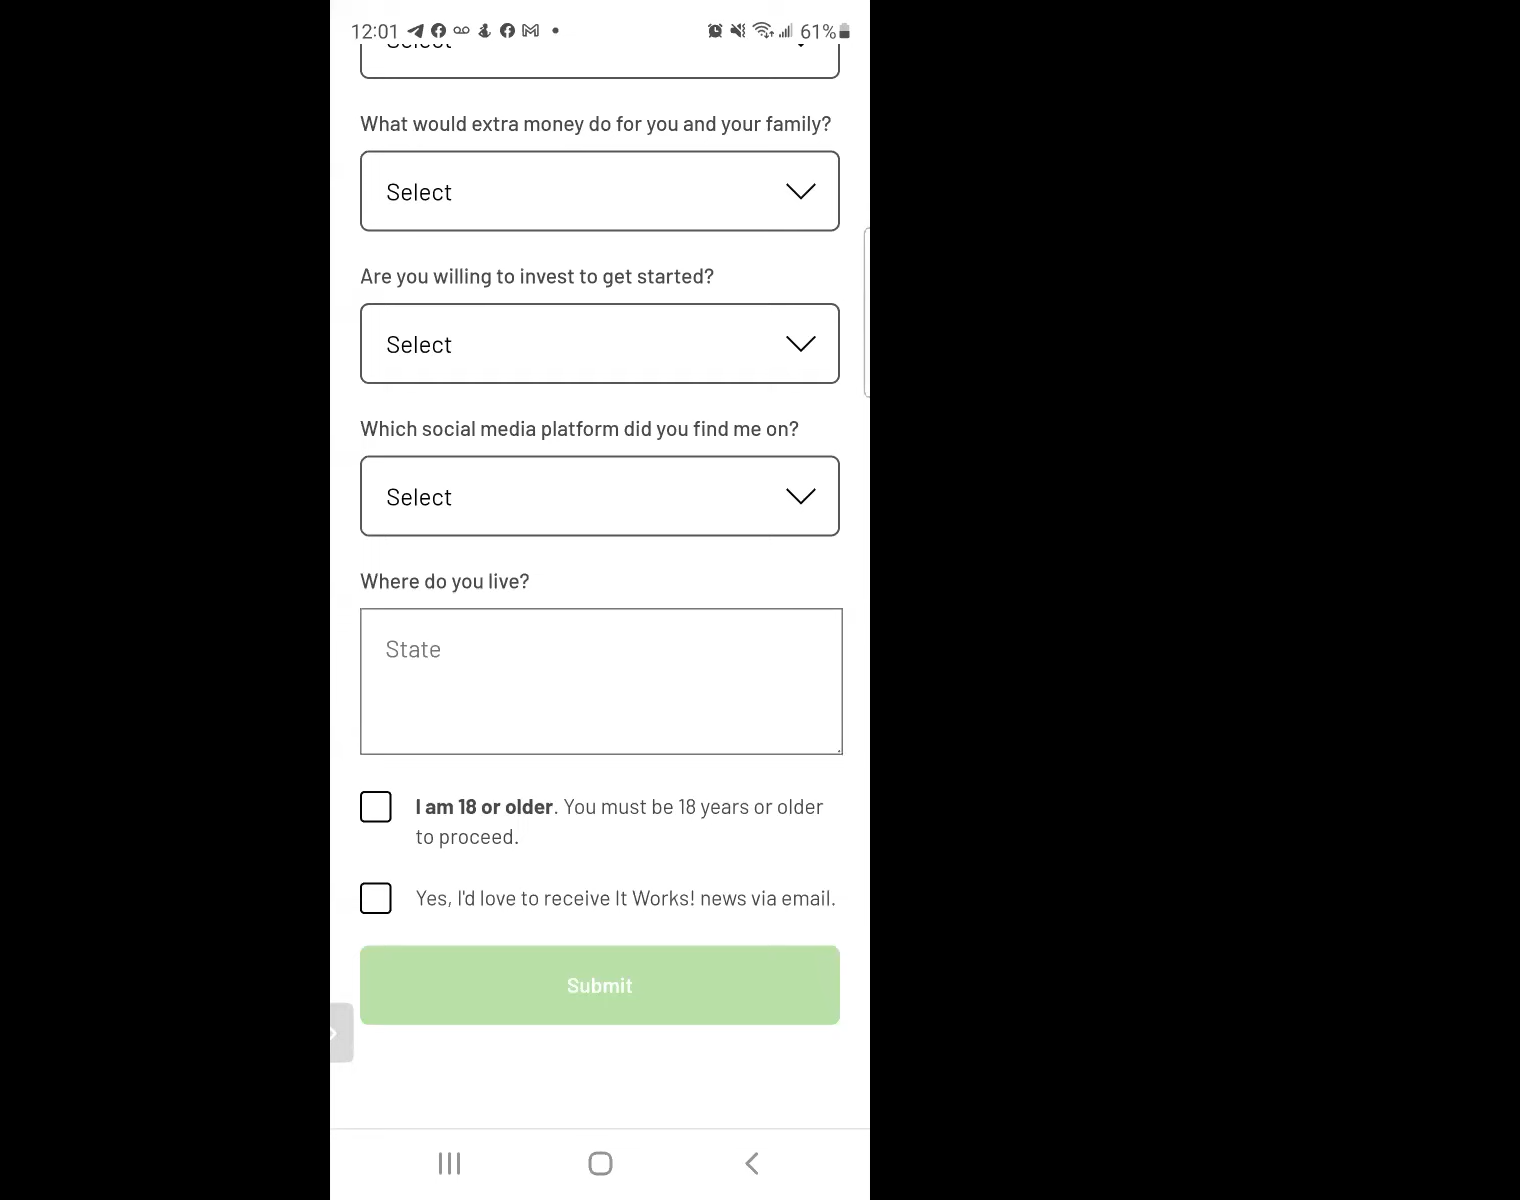 12:01 61%
Select
What would extra money do for you and your family?
Select
Are you willing to invest to get started?
Select
Which social media platform did you find me on?
Select
Where do you live?
State
I am 18 or older. You must be 18 years or older
to proceed.
Yes, I'd love to receive It Works! news via email.
Submit